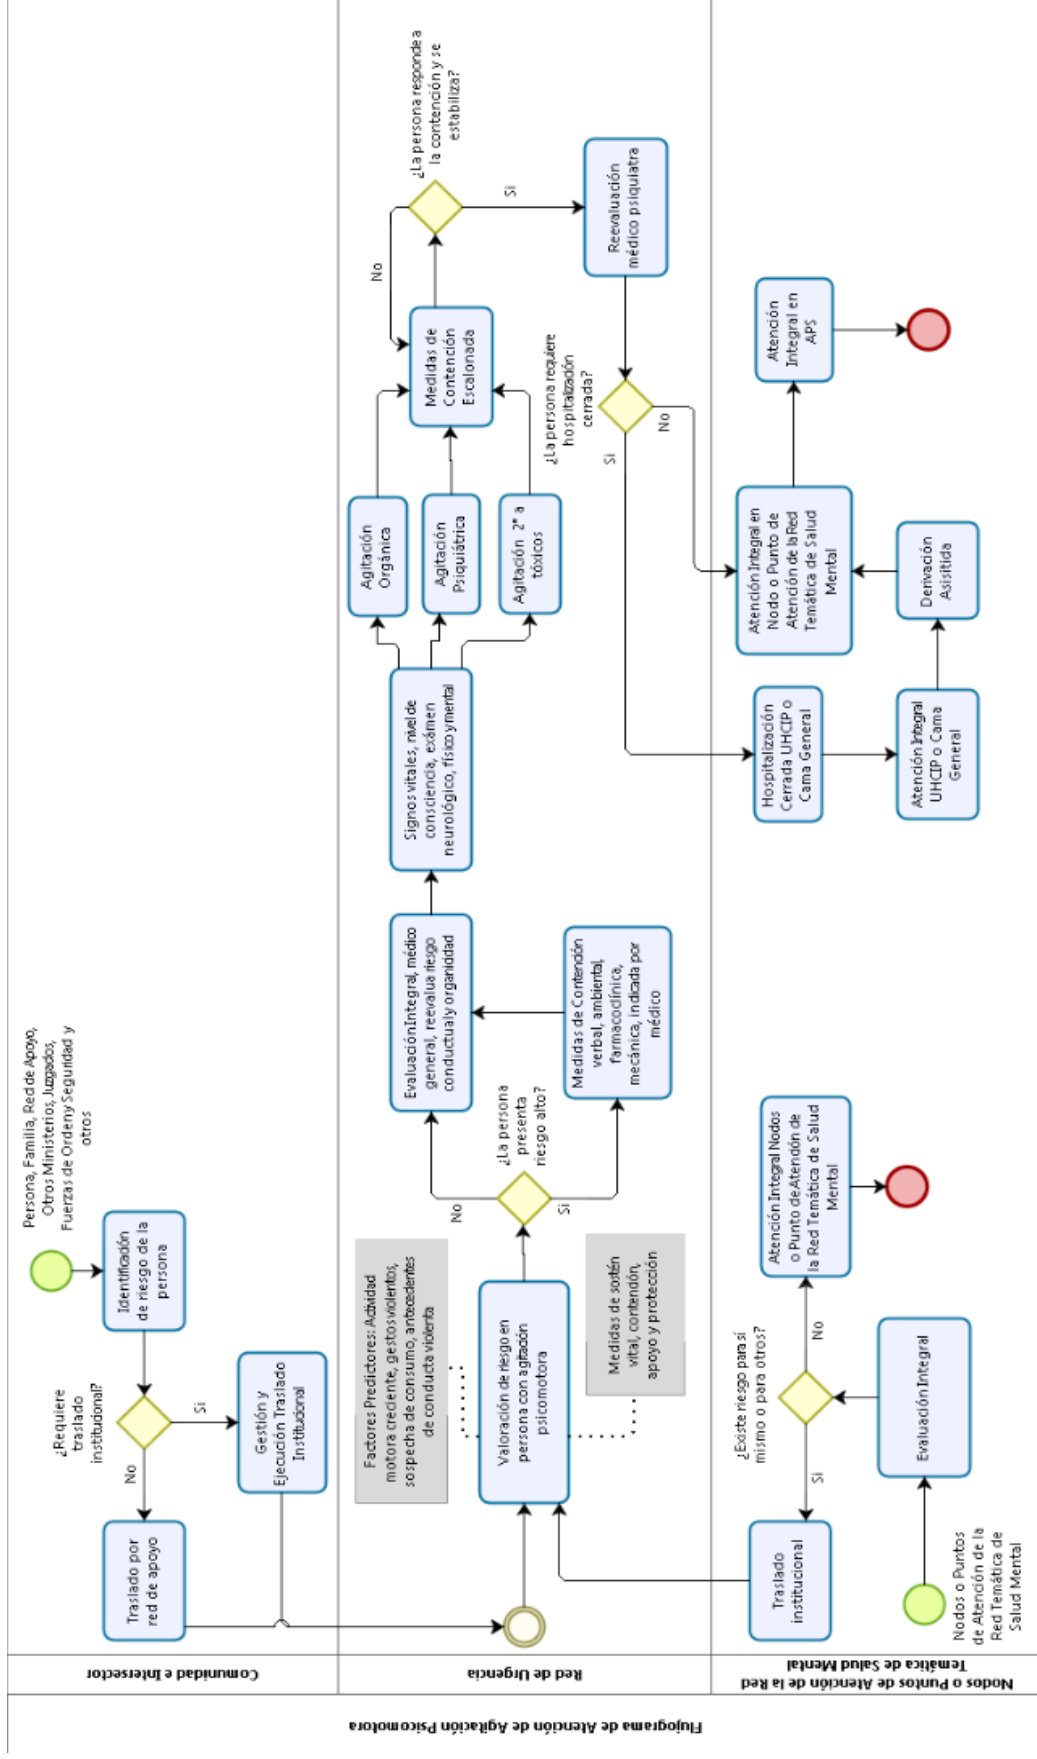 Flujograma de Atención de Agitación Psicomotora
Comunidad e Intersector
Persona, Familia, Red de Apoyo,
Otros Ministerios, Juzgados,
Fuerzas de Orden y Seguridad y
otros
Identificación
de riesgo de la
persona
¿Requiere
traslado
institucional?
No
Si
Traslado por
red de apoyo
Gestión y
Ejecución Traslado
Institucional
Red de Urgencia
Factores Predictores: Actividad
motora creciente, gestos violentos,
sospecha de consumo, antecedentes
de conducta violenta
Valoración de riesgo en
persona con agitación
psicomotora
Medidas de sostén
vital, contención,
apoyo y protección
¿La persona
presenta
riesgo alto?
No
Si
Evaluación Integral, médico
general, reevalua riesgo
conductual y organicidad
Medidas de Contención
verbal, ambiental,
farmacoclínica,
mecánica, indicada por
médico
Signos vitales, nivel de
consciencia, exámen
neurológico, físico y mental
Agitación
Orgánica
Agitación
Psiquiátrica
Agitación 2° a
tóxicos
Medidas de
Contención
Escalonada
¿La persona responde a
la contención y se
estabiliza?
No
Si
Reevaluación
médico psiquiatra
¿La persona requiere
hospitalización
cerrada?
Si
No
Nodos o Puntos de Atención de la Red
Temática de Salud Mental
Nodos o Puntos
de Atención de la
Red Temática de
Salud Mental
Evaluación Integral
¿Existe riesgo para sí
mismo o para otros?
Si
No
Traslado
institucional
Atención Integral Nodos
o Punto de Atención de
la Red Temática de Salud
Mental
Hospitalización
Cerrada UHCIP o
Cama General
Atención Integral
UHCIP o Cama
General
Derivación
Asisitida
Atención Integral en
Nodo o Punto de
Atención de la Red
Temática de Salud
Mental
Atención
Integral en
APS